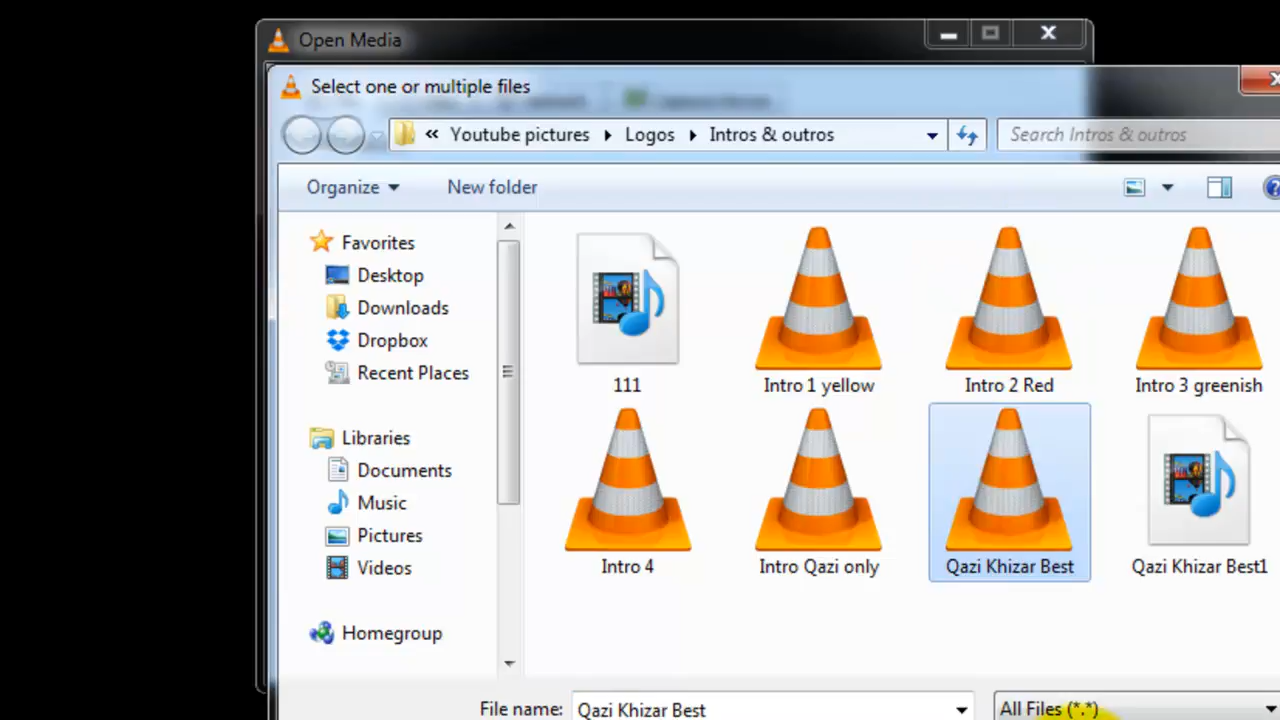 Open Media
Select one or multiple files
« Youtube pictures Logos Intros & outros
Search Intros & outros
Organize New folder
Favorites
Desktop
Downloads
Dropbox
Recent Places
Libraries
Documents
Music
Pictures
Videos
Homegroup
111 Intro 1 yellow Intro 2 Red Intro 3 greenish
Intro 4 Intro Qazi only Qazi Khizar Best Qazi Khizar Best1
File name: Qazi Khizar Best All Files (*.*)